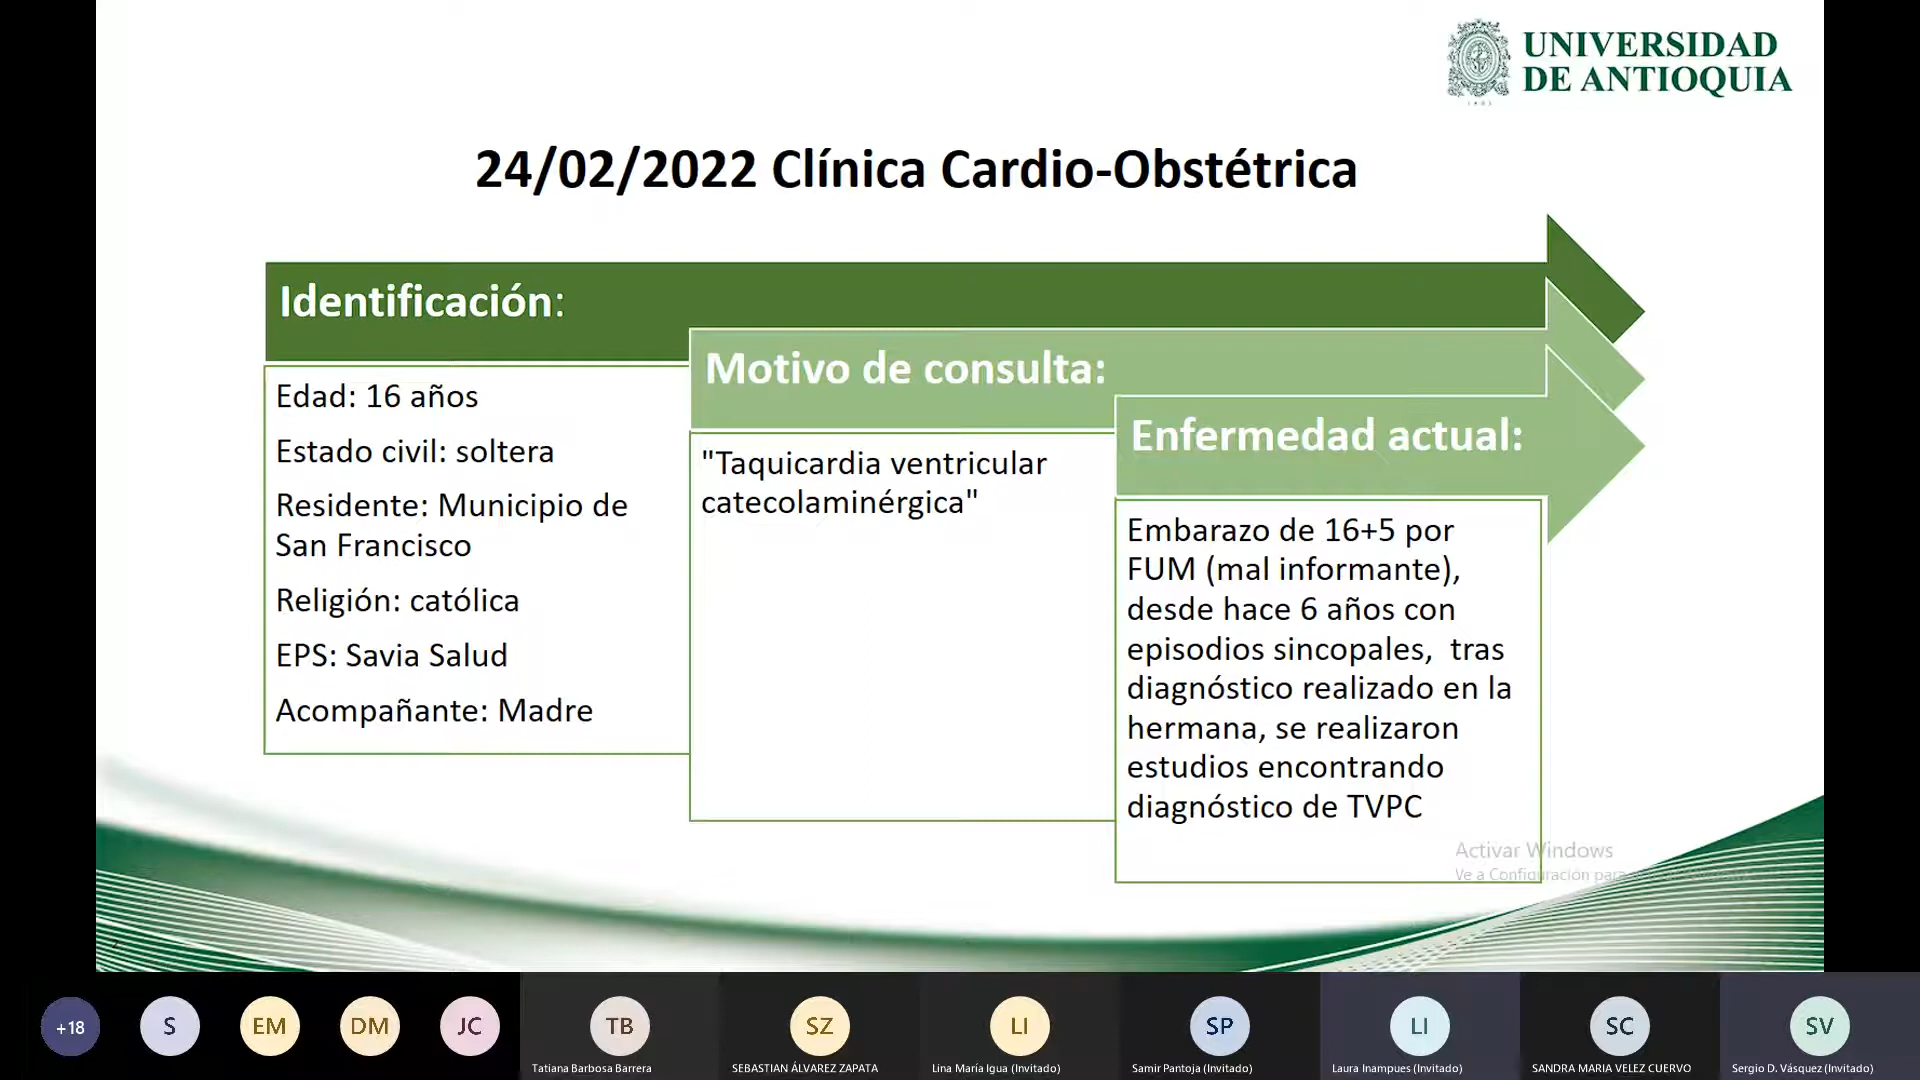 UNIVERSIDAD
DE ANTIOQUIA
24/02/2022 Clínica Cardio-Obstétrica
Identificación:
Edad: 16 años
Estado civil: soltera
Residente: Municipio de
San Francisco
Religión: católica
EPS: Savia Salud
Acompañante: Madre
Motivo de consulta:
"Taquicardia ventricular
catecolaminérgica"
Enfermedad actual:
Embarazo de 16+5 por
FUM (mal informante),
desde hace 6 años con
episodios sincopales, tras
diagnóstico realizado en la
hermana, se realizaron
estudios encontrando
diagnóstico de TVPC
Activar Windows
Ve a Configuración para
+18
S
EM
DM
JC
TB
Tatiana Barbosa Barrera
SZ
SEBASTIAN ÁLVAREZ ZAPATA
LI
Lina María Igua (Invitado)
SP
Samir Pantoja (Invitado)
LI
Laura Inampues (Invitado)
SC
SANDRA MARIA VELEZ CUERVO
SV
Sergio D. Vásquez (Invitado)